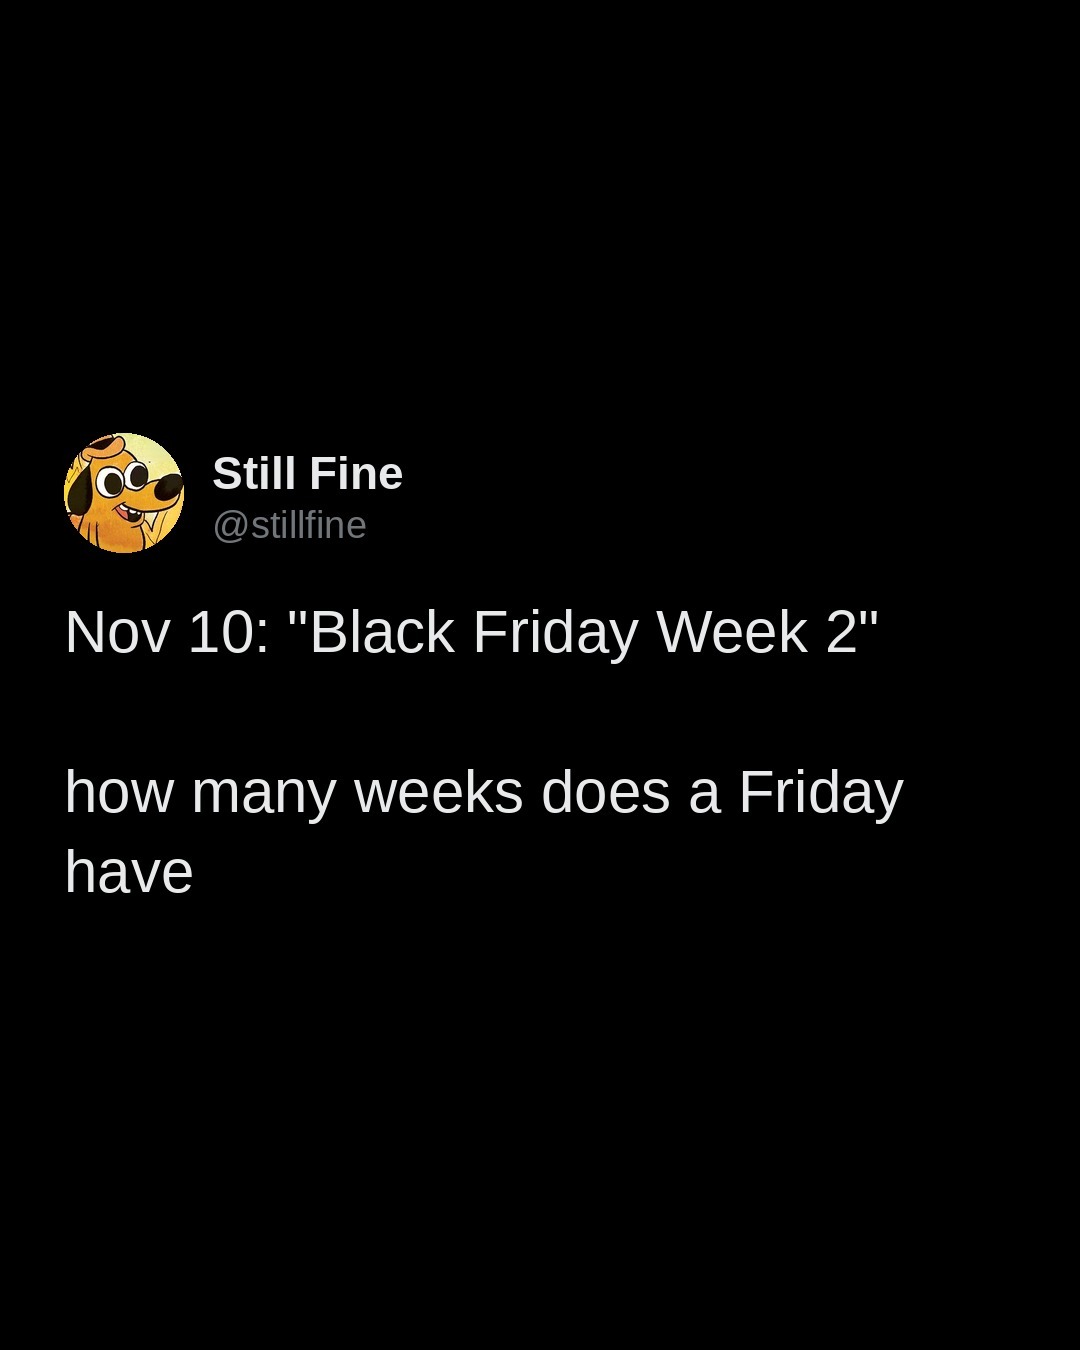 Still Fine
@stillfine
Nov 10: "Black Friday Week 2"
how many weeks does a Friday
have